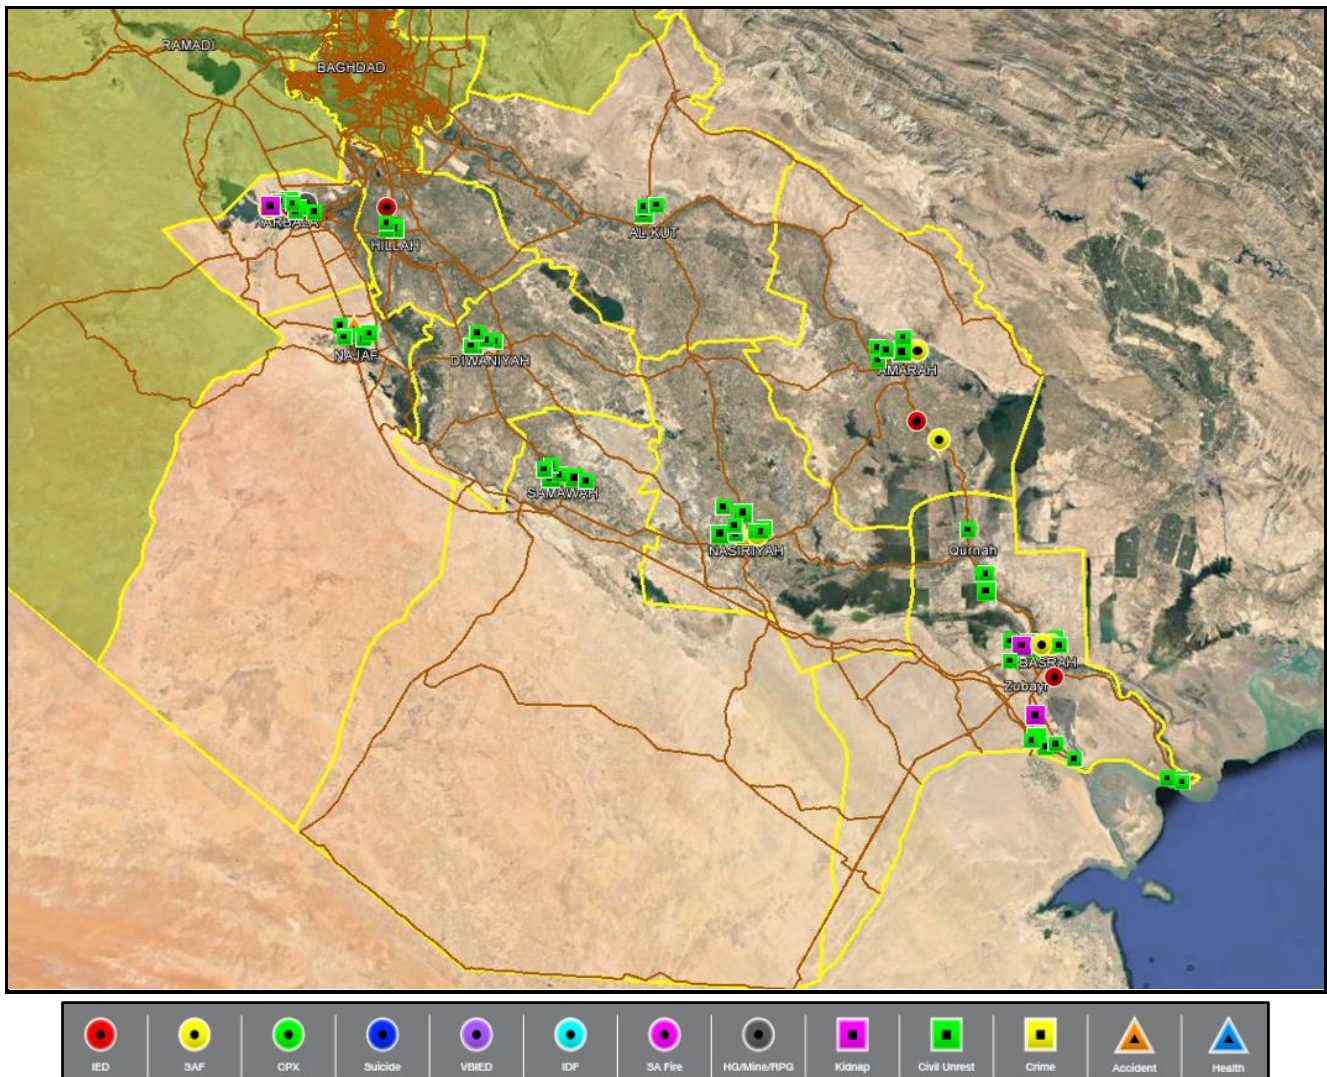 RAMADI
BAGHDAD
KARBALA
HILLAH
AL-KUT
NAJAF
DIWANIYAH
AMARAH
SAMAWAH
NASIRIYAH
Qurnah
BASRAH
Zubayr
IED SAF CPX Suicide VBIED IDF SA Fire HG/Mine/RPG Kidnap Civil Unrest Crime Accident Health